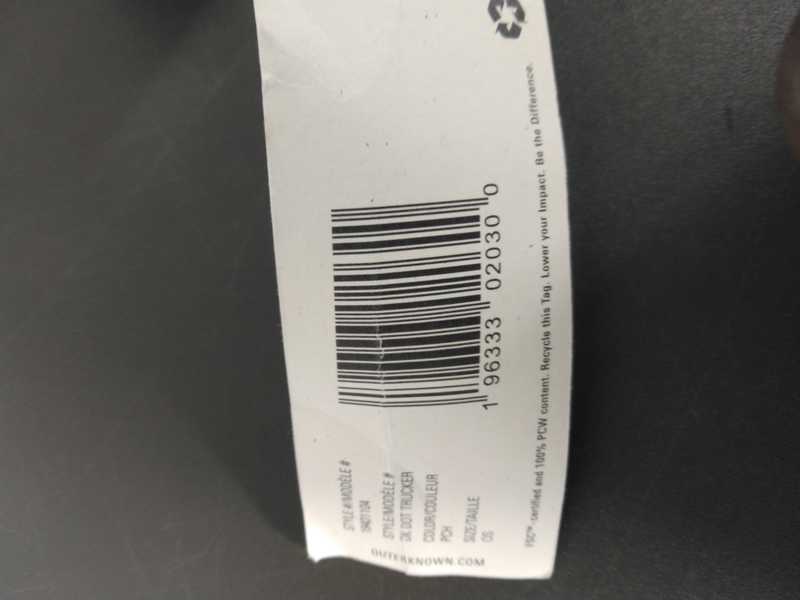 STYLE #/MODÈLE #
STYLE/MODÈLE #
OK DOT TRUCKER
COLOR/COULEUR
PCH
SIZE/TAILLE
OS
OUTERKNOWN.COM
1 96333 02030 0
FSC™-certified and 100% PCW content. Recycle this Tag. Lower your Impact. Be the Difference.